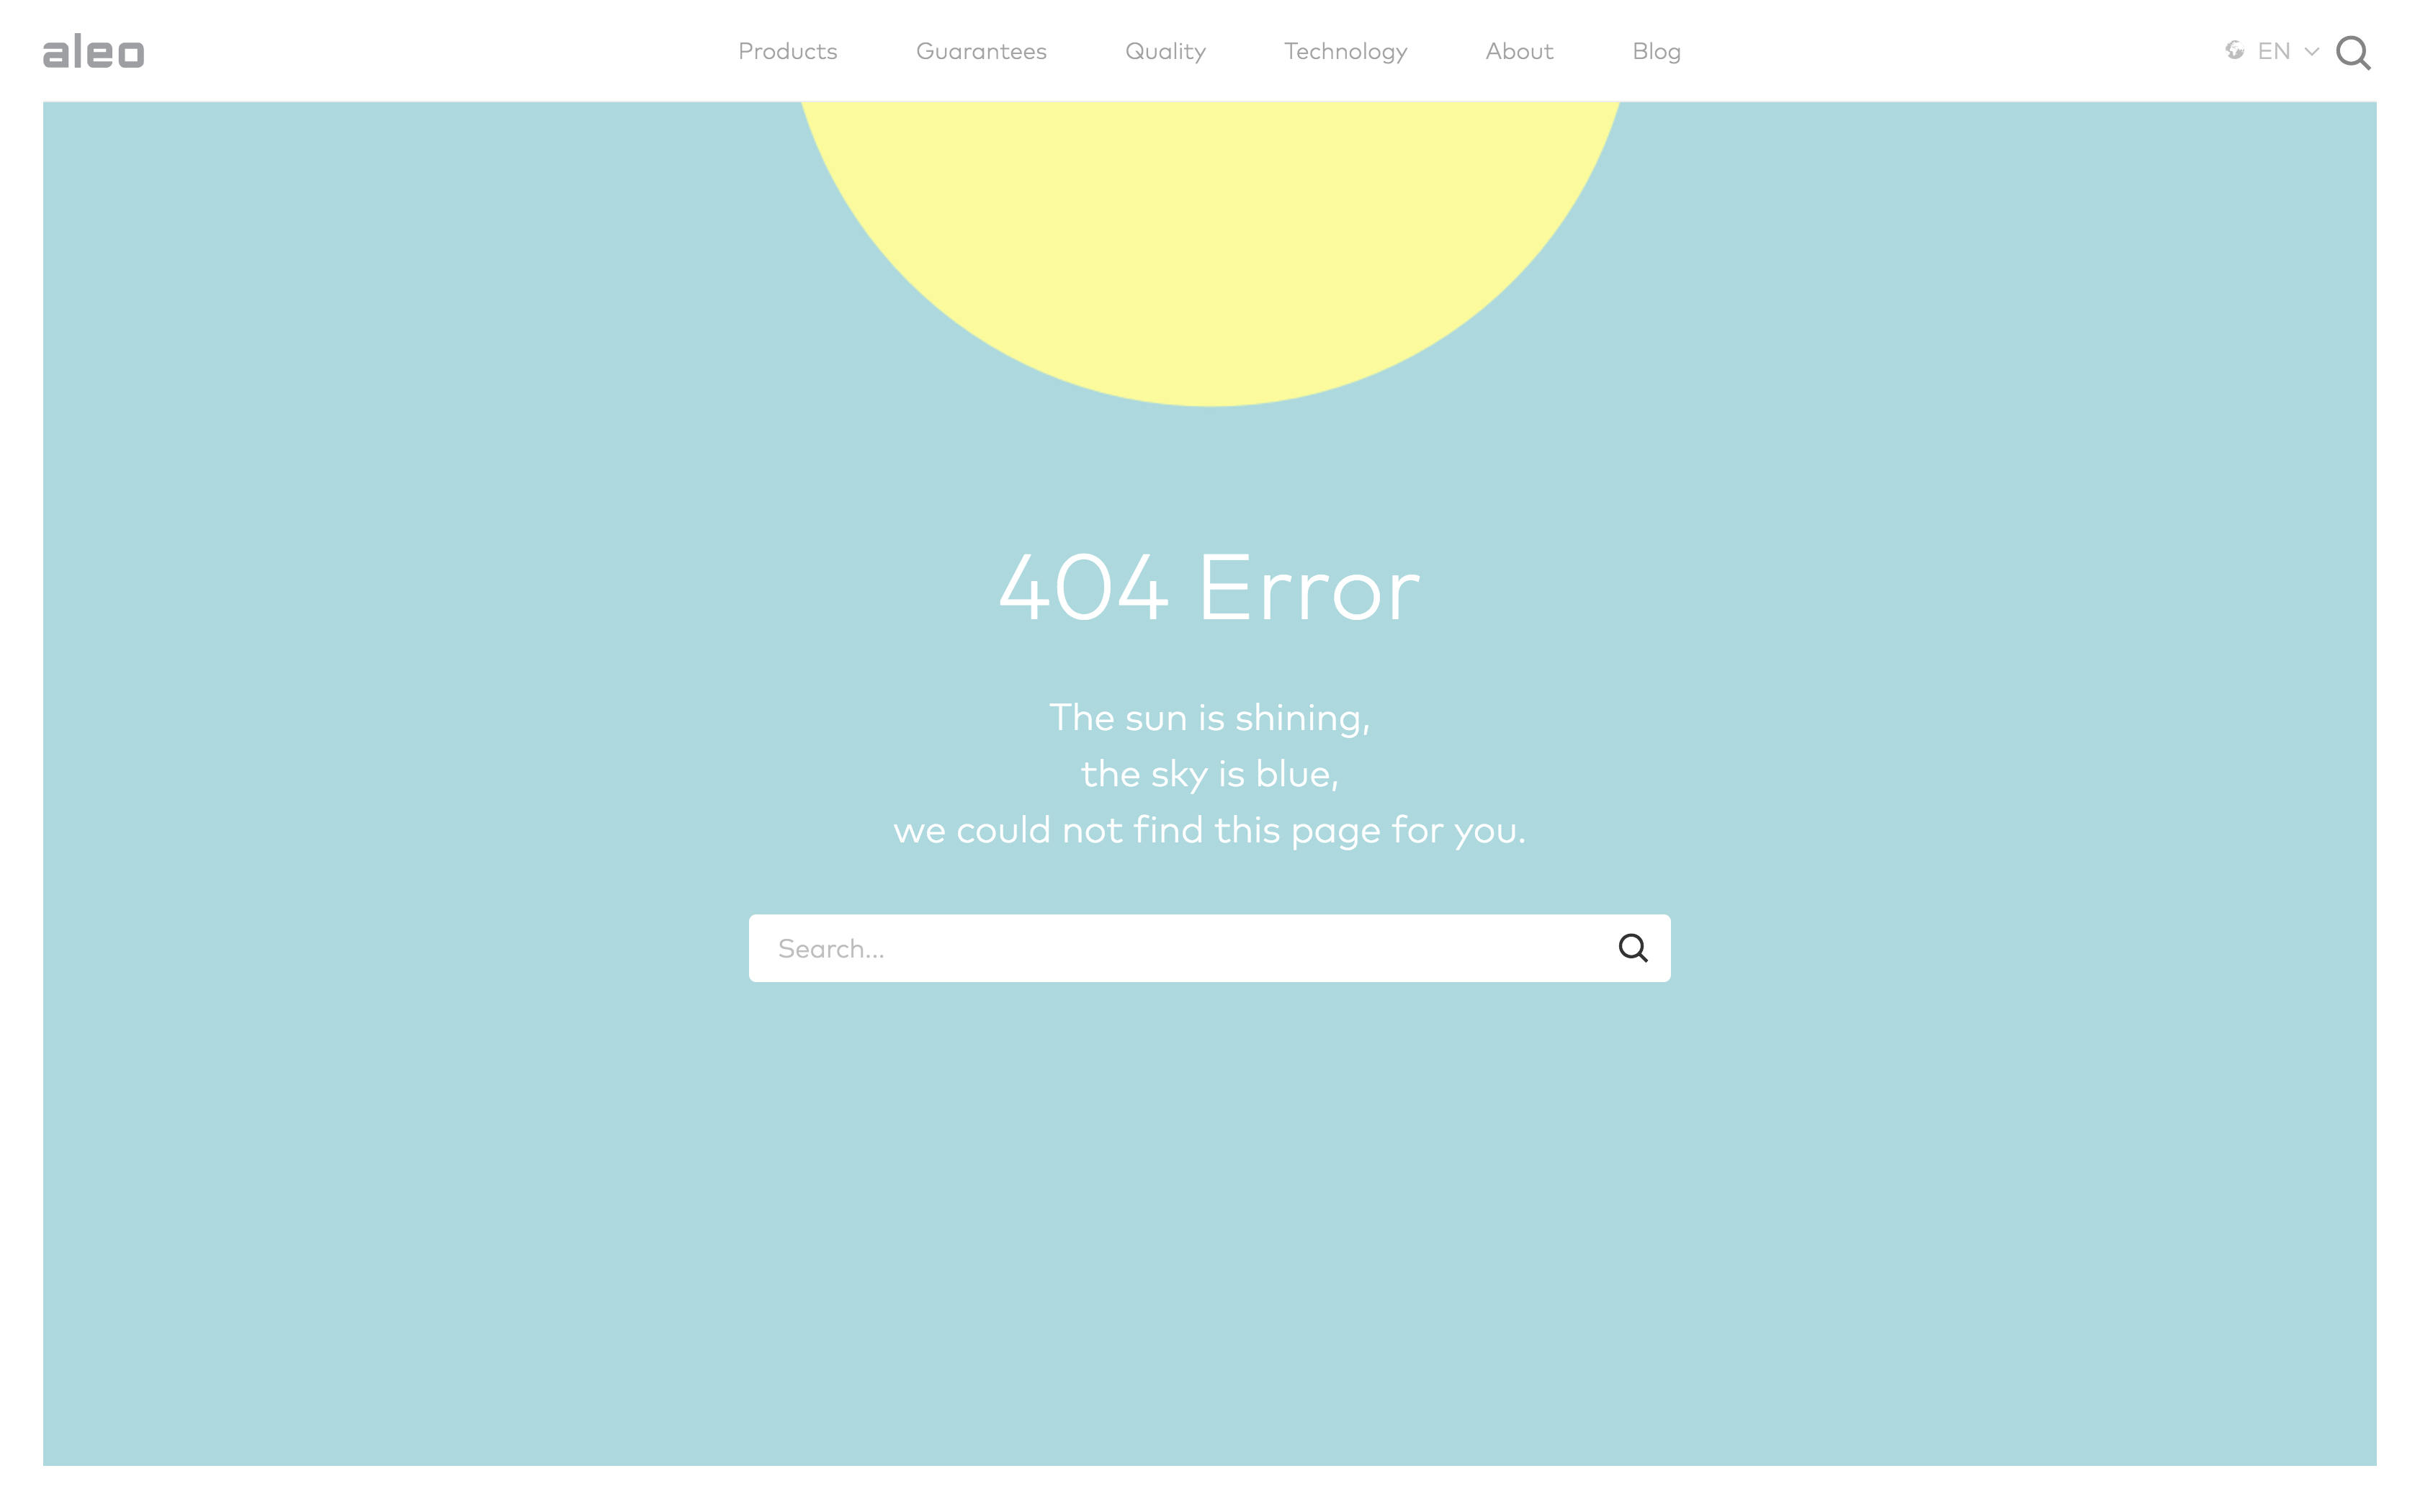 aleo
Products Guarantees Quality Technology About Blog
EN
404 Error
The sun is shining,
the sky is blue,
we could not find this page for you.
Search...